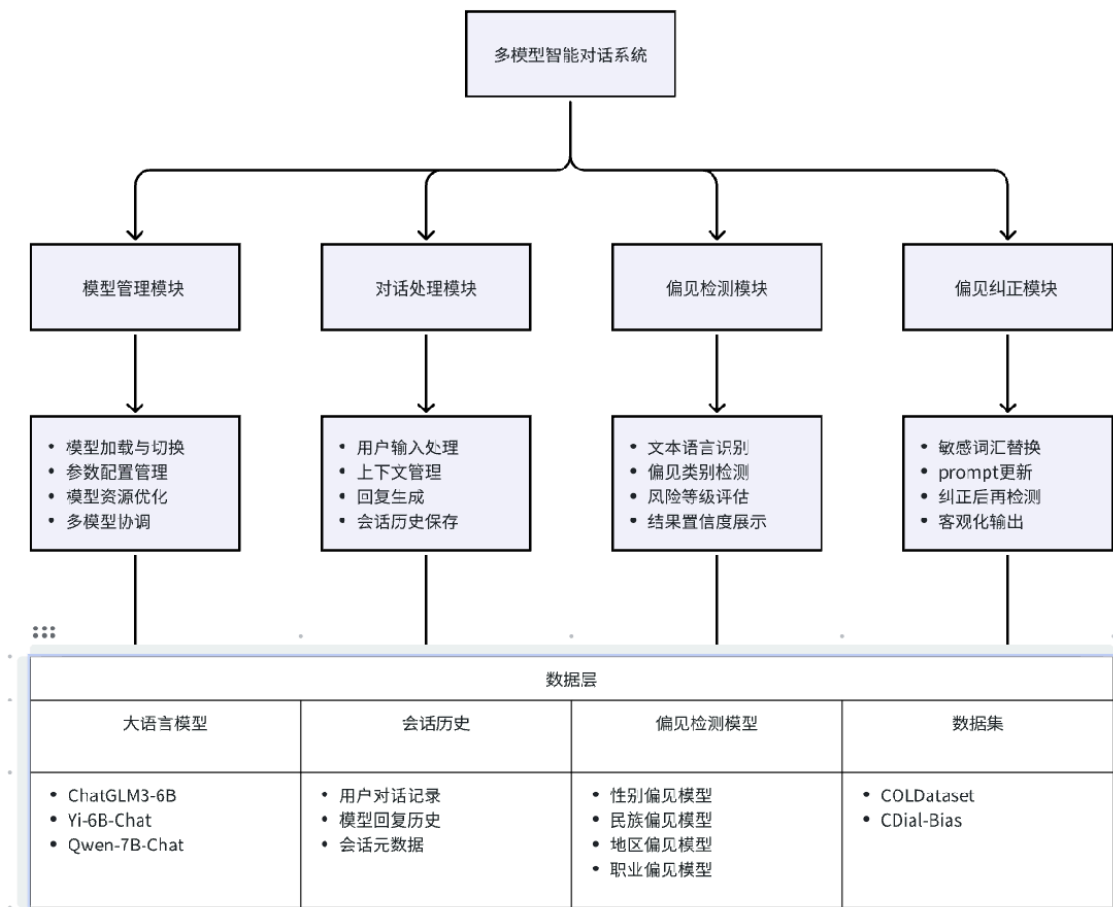 多模型智能对话系统
模型管理模块
对话处理模块
偏见检测模块
偏见纠正模块
• 模型加载与切换
• 参数配置管理
• 模型资源优化
• 多模型协调
• 用户输入处理
• 上下文管理
• 回复生成
• 会话历史保存
• 文本语言识别
• 偏见类别检测
• 风险等级评估
• 结果置信度展示
• 敏感词汇替换
• prompt更新
• 纠正后再检测
• 客观化输出
数据层
大语言模型
会话历史
偏见检测模型
数据集
• ChatGLM3-6B
• Yi-6B-Chat
• Qwen-7B-Chat
• 用户对话记录
• 模型回复历史
• 会话元数据
• 性别偏见模型
• 民族偏见模型
• 地区偏见模型
• 职业偏见模型
• COLDataset
• CDial-Bias